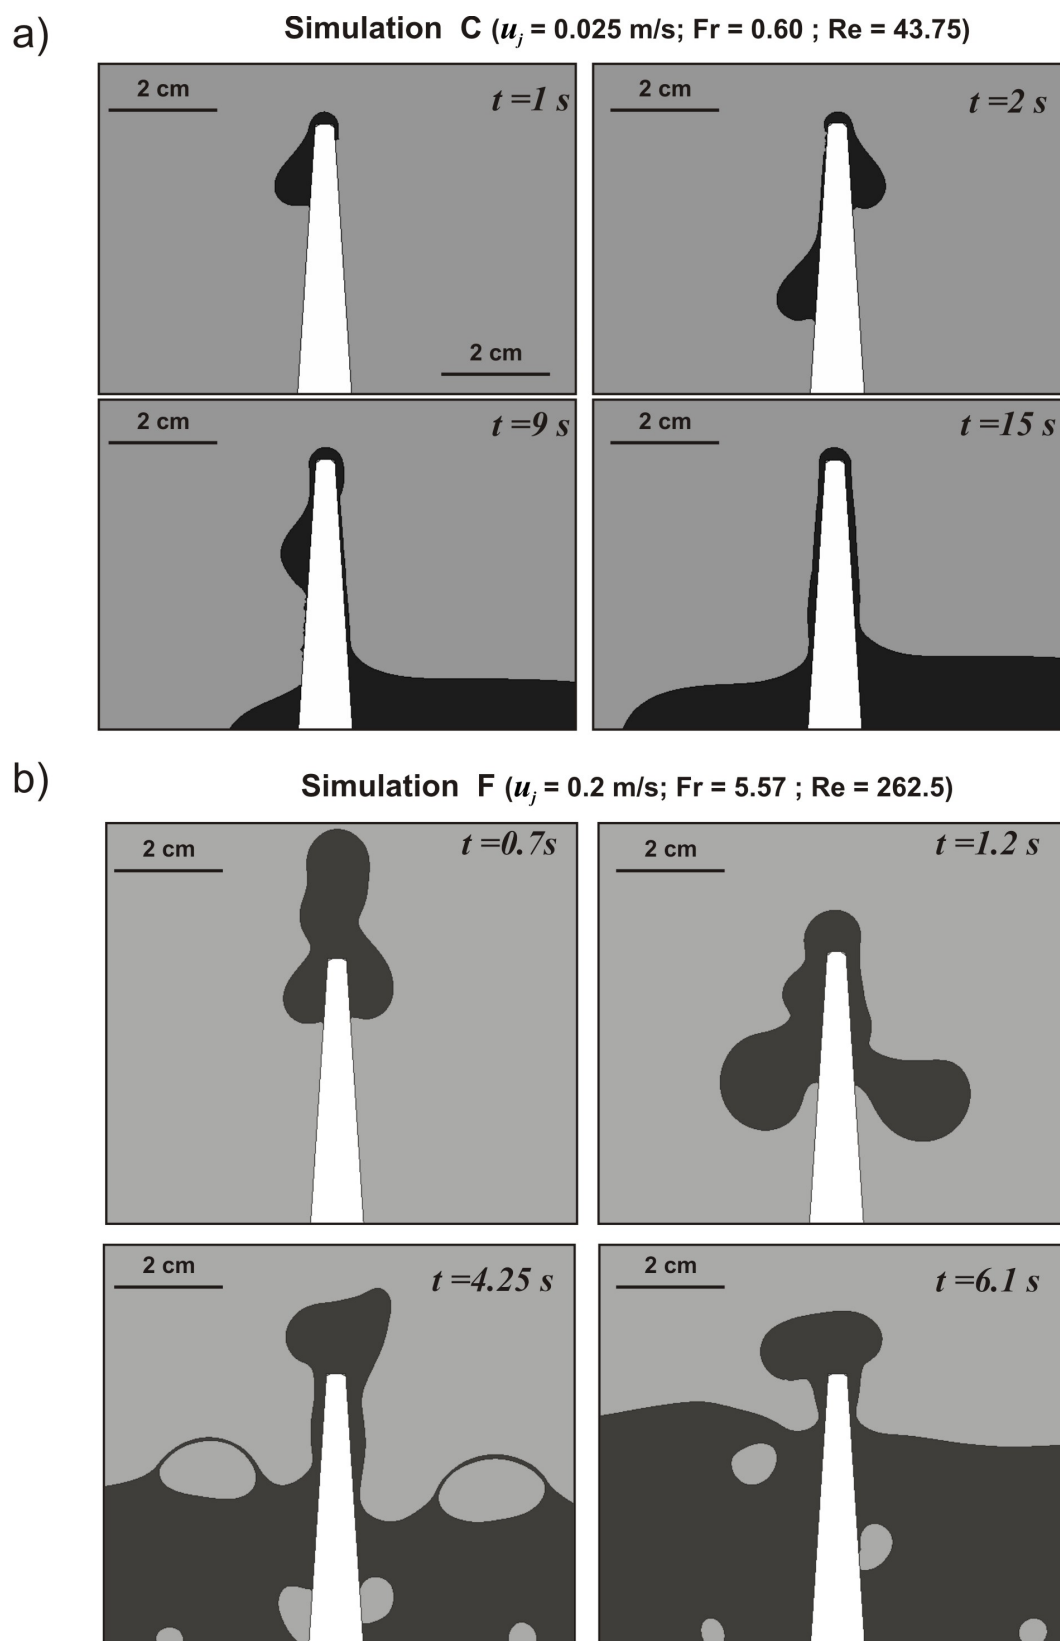 a)
Simulation C (uj = 0.025 m/s; Fr = 0.60 ; Re = 43.75)
2 cm
t =1 s
2 cm
t =2 s
2 cm
2 cm
t =9 s
2 cm
t =15 s
b)
Simulation F (uj = 0.2 m/s; Fr = 5.57 ; Re = 262.5)
2 cm
t =0.7s
2 cm
t =1.2 s
2 cm
t =4.25 s
2 cm
t =6.1 s